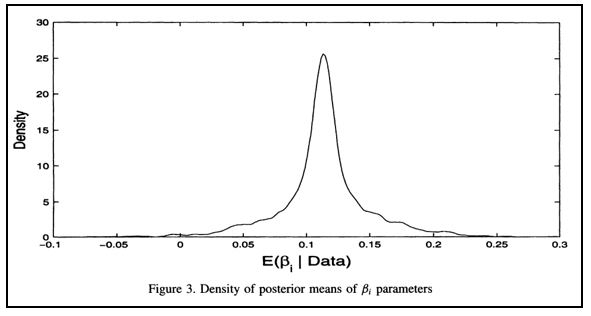 30
25
20
15
10
5
0
Density
-0.1 -0.05 0 0.05 0.1 0.15 0.2 0.25 0.3
E(βi | Data)
Figure 3. Density of posterior means of βi parameters